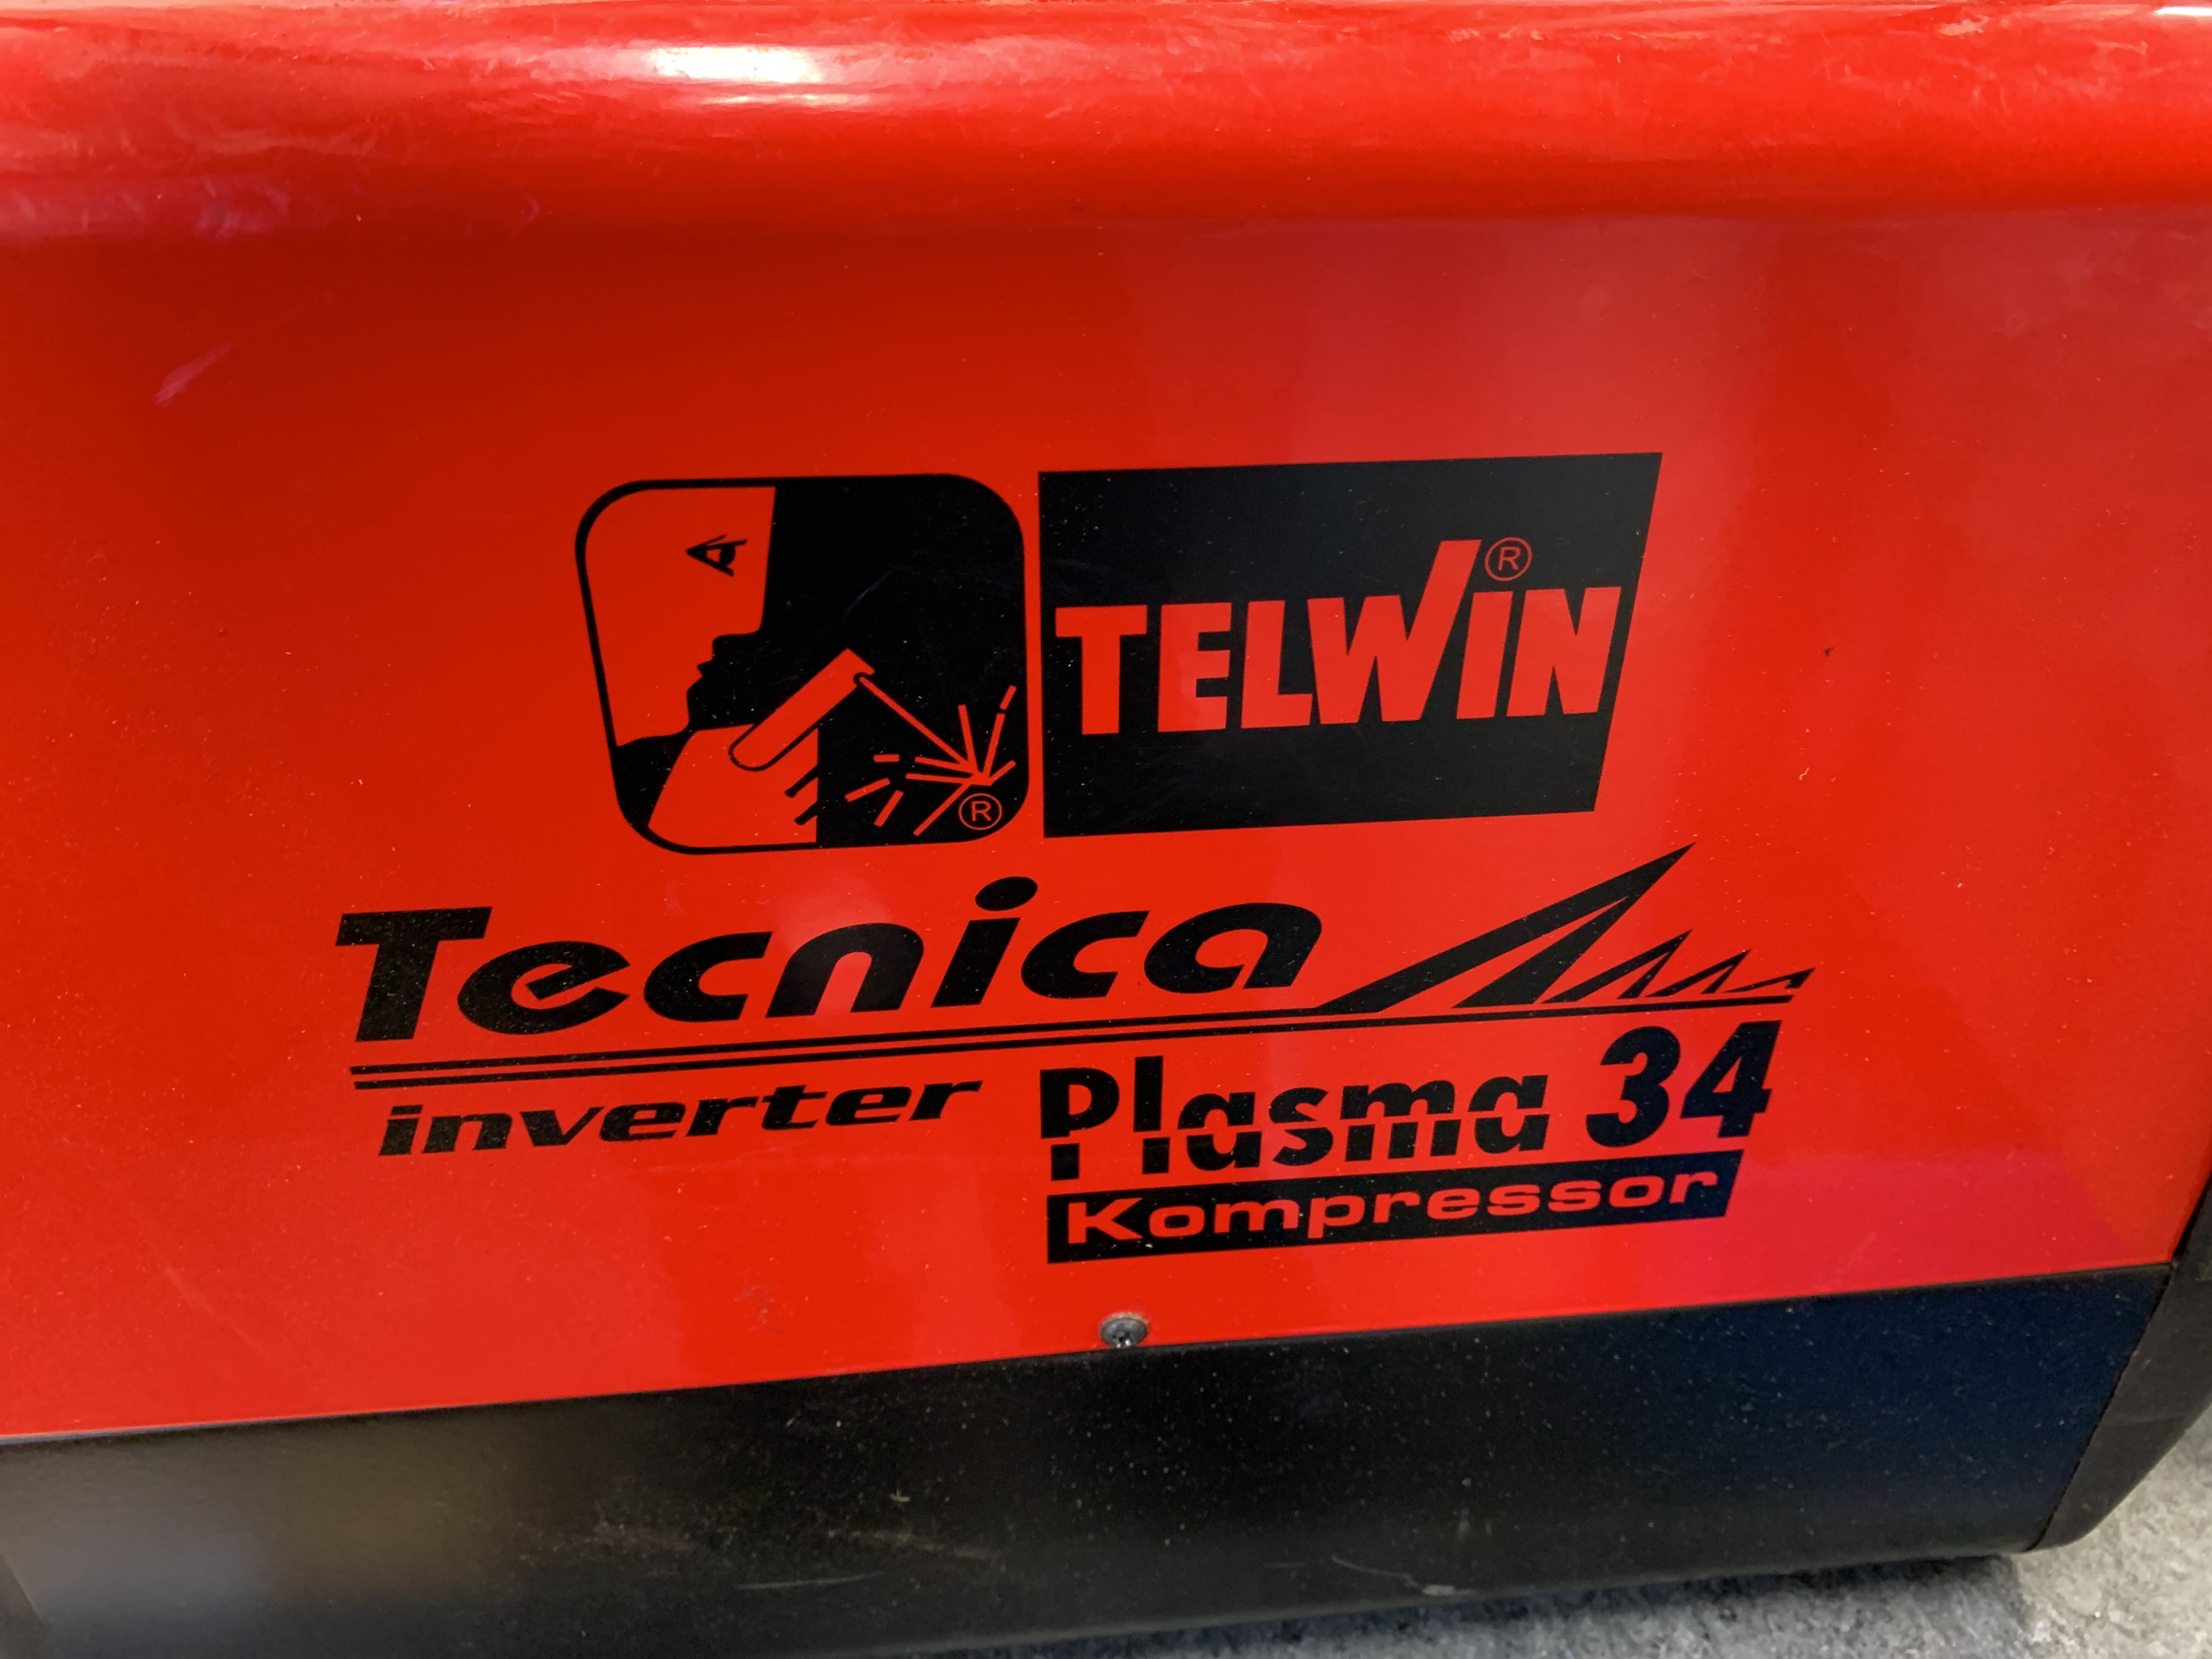 TELWIN®
®
Tecnica
inverter Plasma 34
Kompressor